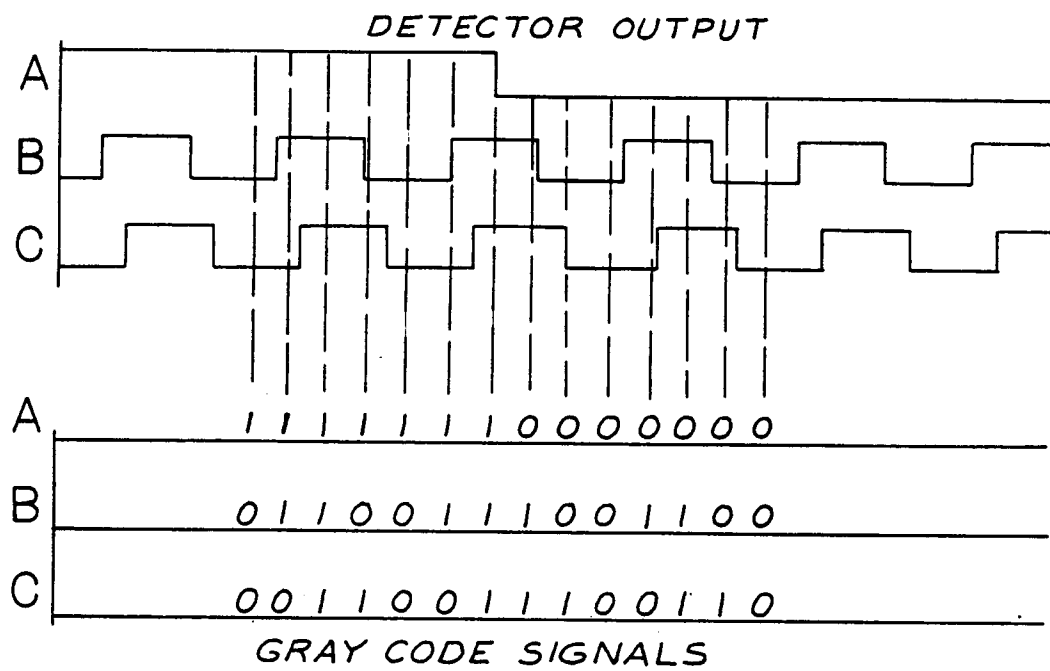 DETECTOR OUTPUT
A
B
C
A 1 1 1 1 1 1 1 0 0 0 0 0 0 0
B 0 1 1 0 0 1 1 1 0 0 1 1 0 0
C 0 0 1 1 0 0 1 1 1 0 0 1 1 0
GRAY CODE SIGNALS